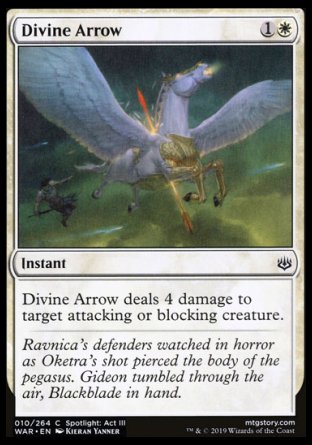 Divine Arrow 1
Instant
Divine Arrow deals 4 damage to
target attacking or blocking creature.
Ravnica's defenders watched in horror
as Oketra's shot pierced the body of the
pegasus. Gideon tumbled through the
air, Blackblade in hand.
010/264 C Spotlight: Act III
WAR • EN Kieran Yanner
mtgstory.com
™ & © 2019 Wizards of the Coast